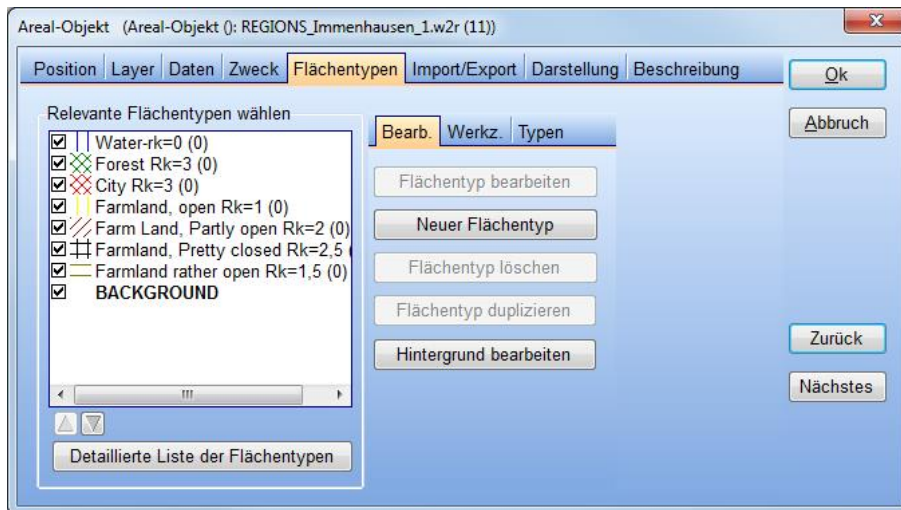 Areal-Objekt (Areal-Objekt (): REGIONS_Immenhausen_1.w2r (11))
Position Layer Daten Zweck Flächentypen Import/Export Darstellung Beschreibung
Relevante Flächentypen wählen
Water-rk=0 (0)
Forest Rk=3 (0)
City Rk=3 (0)
Farmland, open Rk=1 (0)
Farm Land, Partly open Rk=2 (0)
Farmland, Pretty closed Rk=2,5 (
Farmland rather open Rk=1,5 (0)
BACKGROUND
Detaillierte Liste der Flächentypen
Bearb. Werkz. Typen
Flächentyp bearbeiten
Neuer Flächentyp
Flächentyp löschen
Flächentyp duplizieren
Hintergrund bearbeiten
Ok
Abbruch
Zurück
Nächstes